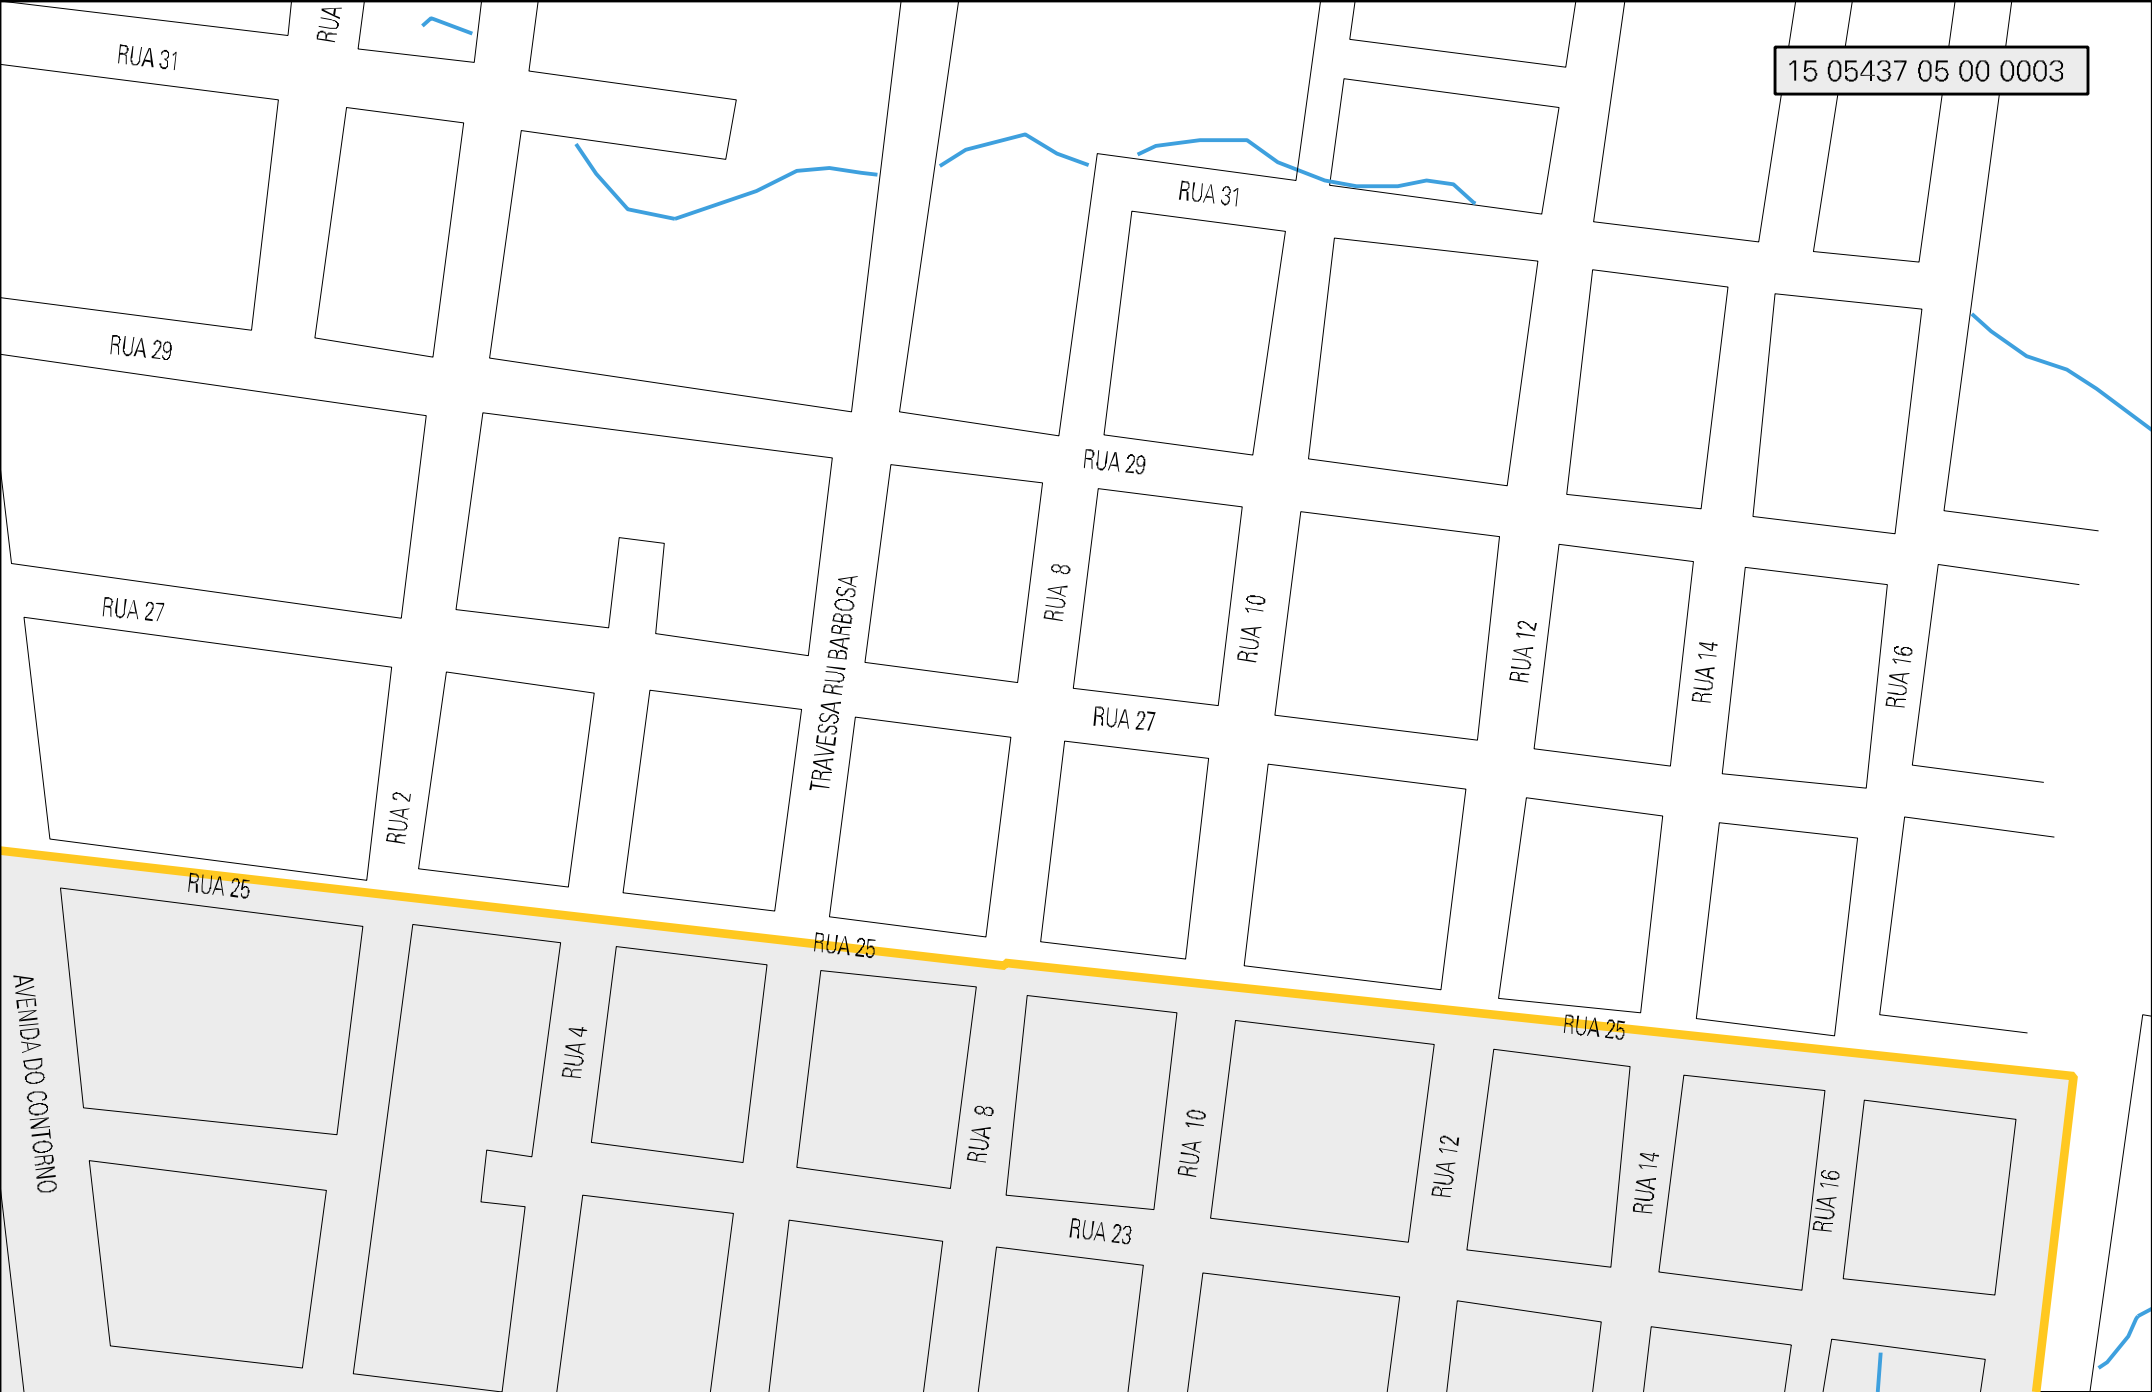 RUA
RUA 31
15 05437 05 00 0003
RUA 31
RUA 29
RUA 29
RUA 8
RUA 10
RUA 12
RUA 14
RUA 16
TRAVESSA RUI BARBOSA
RUA 27
RUA 27
RUA 2
RUA 25
RUA 25
RUA 25
AVENIDA DO CONTORNO
RUA 4
RUA 8
RUA 10
RUA 12
RUA 14
RUA 16
RUA 23